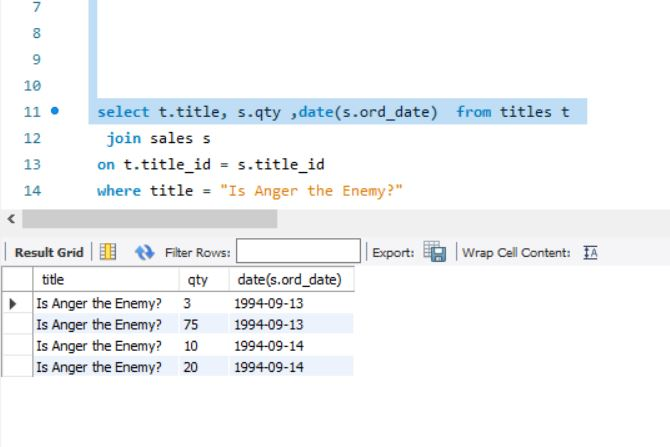 7
8
9
10
11 select t.title, s.qty ,date(s.ord_date)  from titles t
12 join sales s
13 on t.title_id = s.title_id
14 where title = "Is Anger the Enemy?"
Result Grid Filter Rows: Export: Wrap Cell Content: IA
title qty date(s.ord_date)
Is Anger the Enemy? 3 1994-09-13
Is Anger the Enemy? 75 1994-09-13
Is Anger the Enemy? 10 1994-09-14
Is Anger the Enemy? 20 1994-09-14